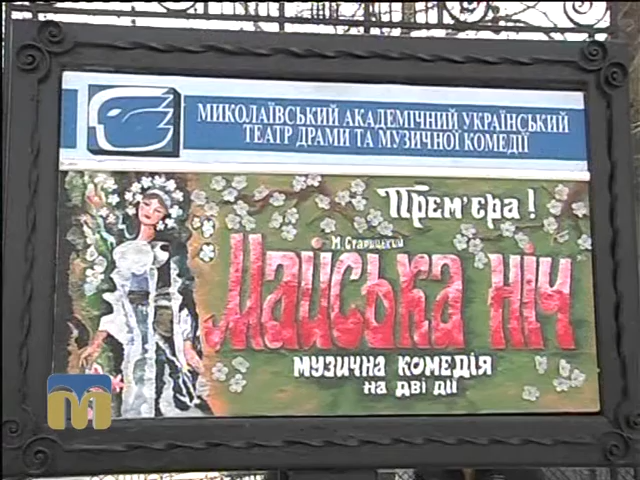 МИКОЛАЇВСЬКИЙ АКАДЕМІЧНИЙ УКРАЇНСЬКИЙ
ТЕАТР ДРАМИ ТА МУЗИЧНОЇ КОМЕДІЇ
Прем'єра!
М. Старицький
Майська ніч
музична комедія
на дві дії